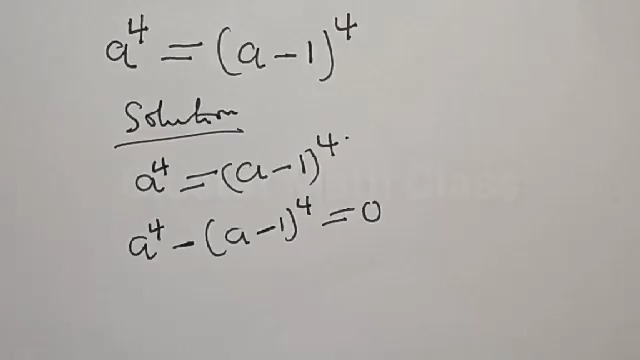 a⁴ = (a - 1)⁴
Solution
a⁴ = (a - 1)⁴
a⁴ - (a - 1)⁴ = 0